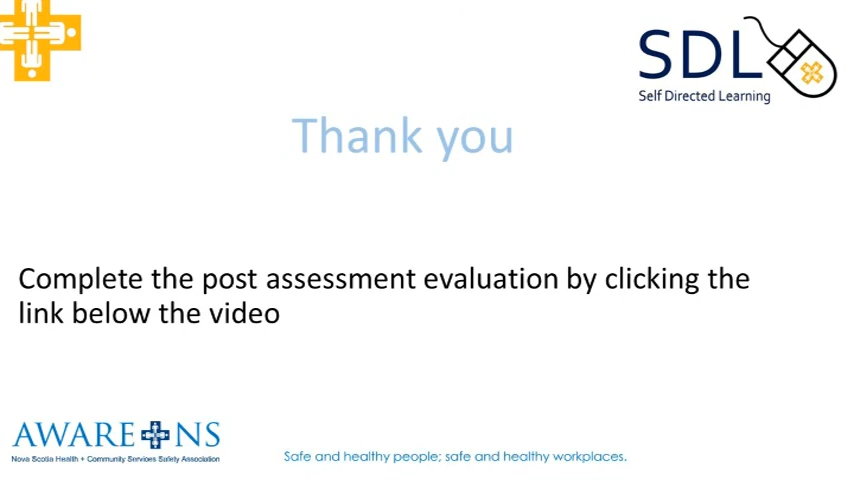 SDL
Self Directed Learning
Thank you
Complete the post assessment evaluation by clicking the
link below the video
AWARE NS
Nova Scotia Health + Community Services Safety Association
Safe and healthy people; safe and healthy workplaces.